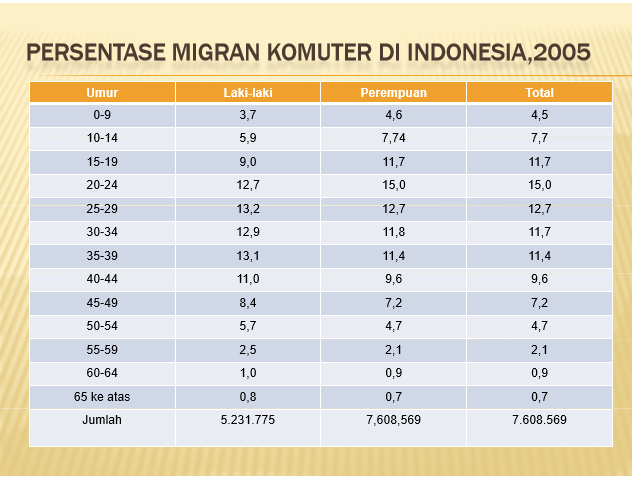 PERSENTASE MIGRAN KOMUTER DI INDONESIA,2005
Umur Laki-laki Perempuan Total
0-9 3,7 4,6 4,5
10-14 5,9 7,74 7,7
15-19 9,0 11,7 11,7
20-24 12,7 15,0 15,0
25-29 13,2 12,7 12,7
30-34 12,9 11,8 11,7
35-39 13,1 11,4 11,4
40-44 11,0 9,6 9,6
45-49 8,4 7,2 7,2
50-54 5,7 4,7 4,7
55-59 2,5 2,1 2,1
60-64 1,0 0,9 0,9
65 ke atas 0,8 0,7 0,7
Jumlah 5.231.775 7,608,569 7.608.569